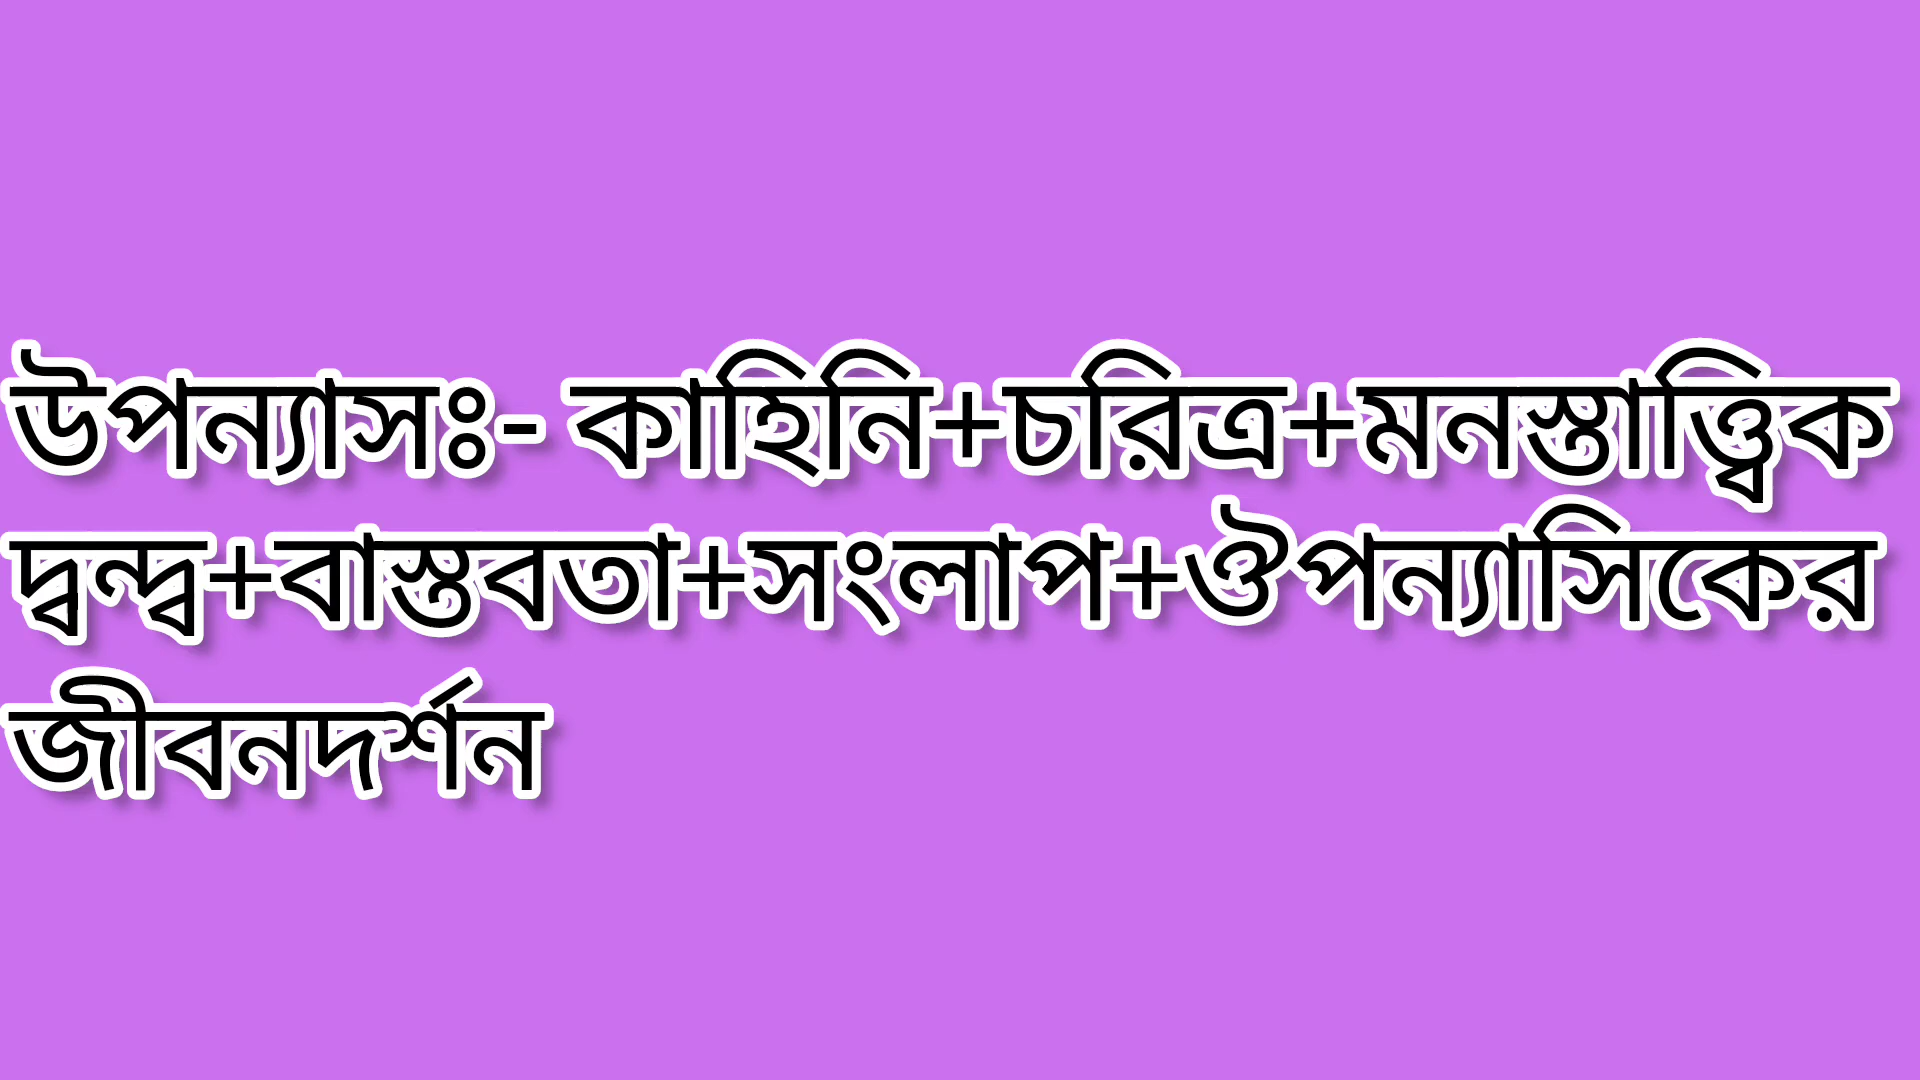 উপন্যাসঃ- কাহিনি+চরিত্র+মনস্তাত্ত্বিক
দ্বন্দ্ব+বাস্তবতা+সংলাপ+ঔপন্যাসিকের
জীবনদর্শন